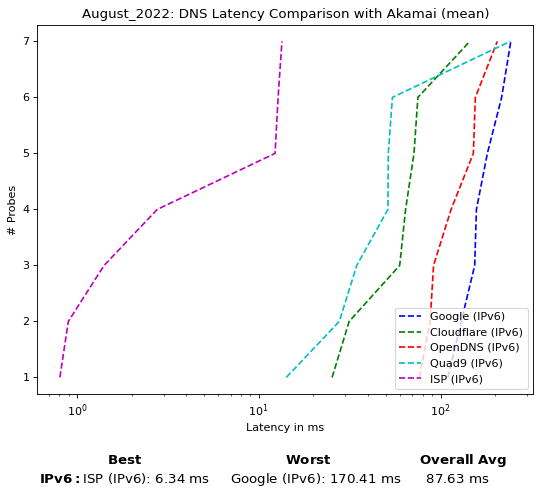 August_2022: DNS Latency Comparison with Akamai (mean)
# Probes
7
6
5
4
3
2
1
Google (IPv6)
Cloudflare (IPv6)
OpenDNS (IPv6)
Quad9 (IPv6)
ISP (IPv6)
10⁰ 10¹ 10²
Latency in ms
Best Worst Overall Avg
IPv6: ISP (IPv6): 6.34 ms Google (IPv6): 170.41 ms 87.63 ms